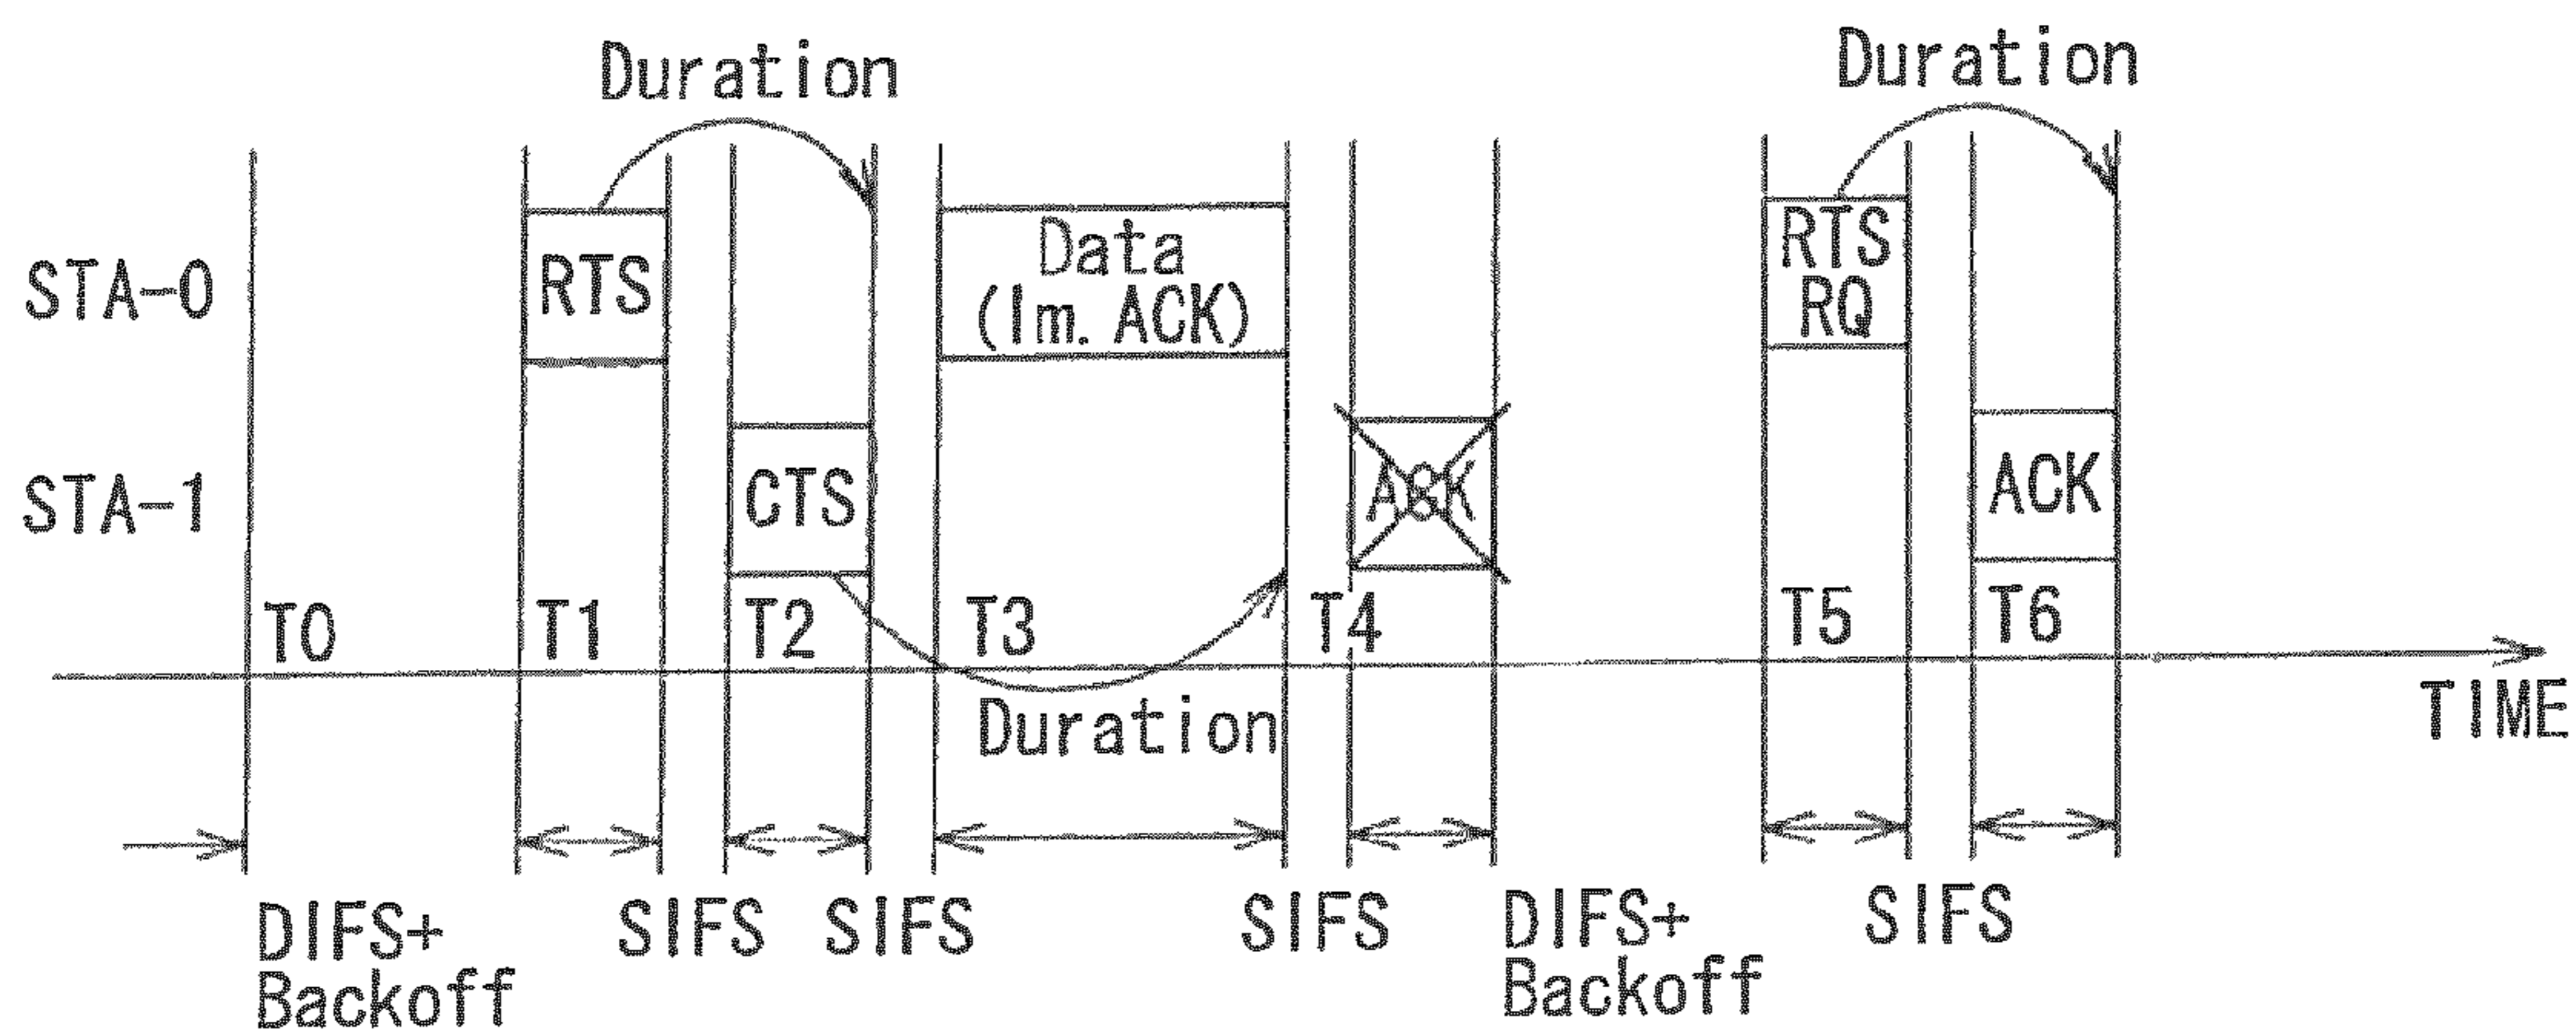 Duration
Duration
STA-0
RTS
Data
(Im. ACK)
RTS
RQ
STA-1
CTS
ACK
ACK
T0
T1
T2
T3
T4
T5
T6
Duration
TIME
DIFS+
Backoff
SIFS
SIFS
SIFS
DIFS+
Backoff
SIFS